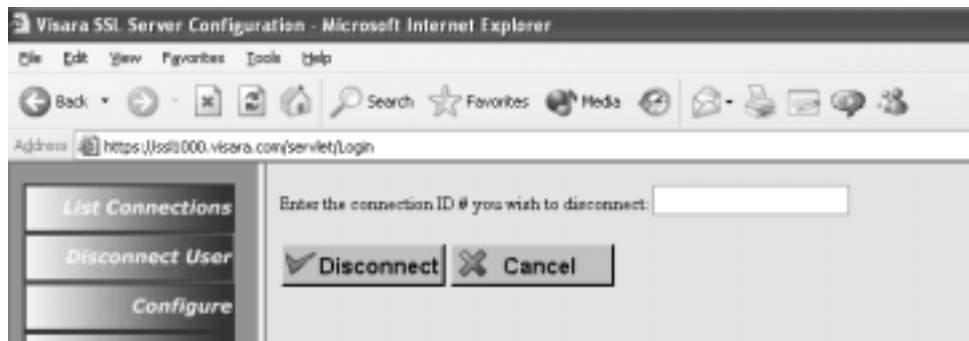 Visara SSL Server Configuration - Microsoft Internet Explorer
File Edit View Favorites Tools Help
Back Search Favorites Media
Address https://ssl1000.visara.com/servlet/Login
List Connections
Enter the connection ID # you wish to disconnect:
Disconnect User
Disconnect Cancel
Configure